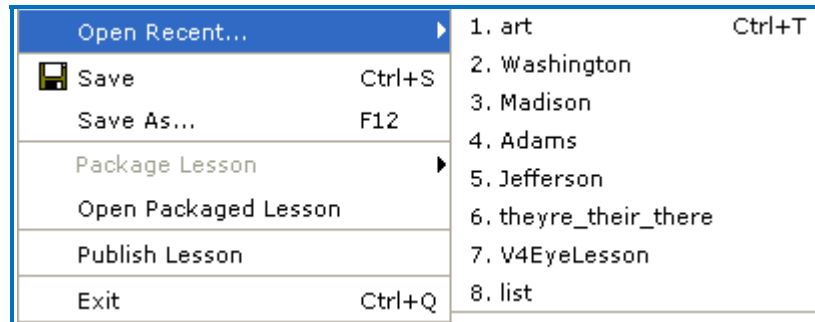 Open Recent...
Save Ctrl+S
Save As... F12
Package Lesson
Open Packaged Lesson
Publish Lesson
Exit Ctrl+Q
1. art Ctrl+T
2. Washington
3. Madison
4. Adams
5. Jefferson
6. theyre_their_there
7. V4EyeLesson
8. list